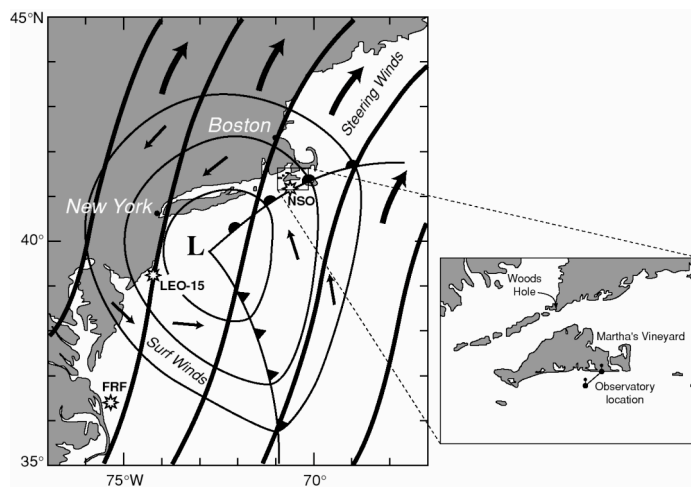 45°N
Steering Winds
Boston
New York
NSO
40°
L
LEO-15
Surf Winds
FRF
35°
75°W
70°
Woods
Hole
Martha's Vineyard
Observatory
location